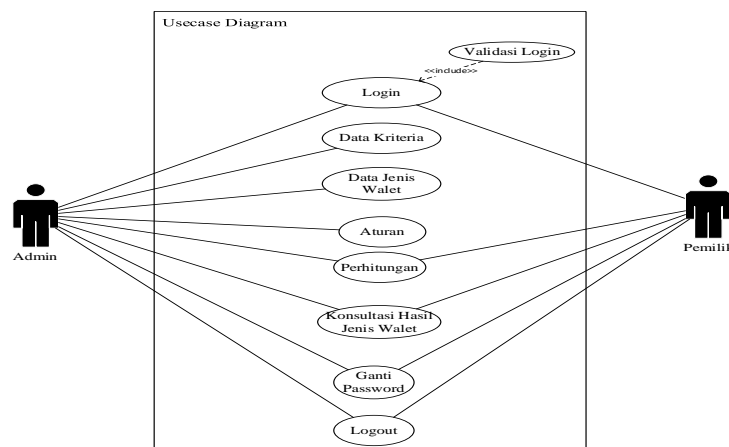 Usecase Diagram
Validasi Login
<<include>>
Login
Data Kriteria
Data Jenis
Walet
Aturan
Admin
Pemilik
Perhitungan
Konsultasi Hasil
Jenis Walet
Ganti
Password
Logout